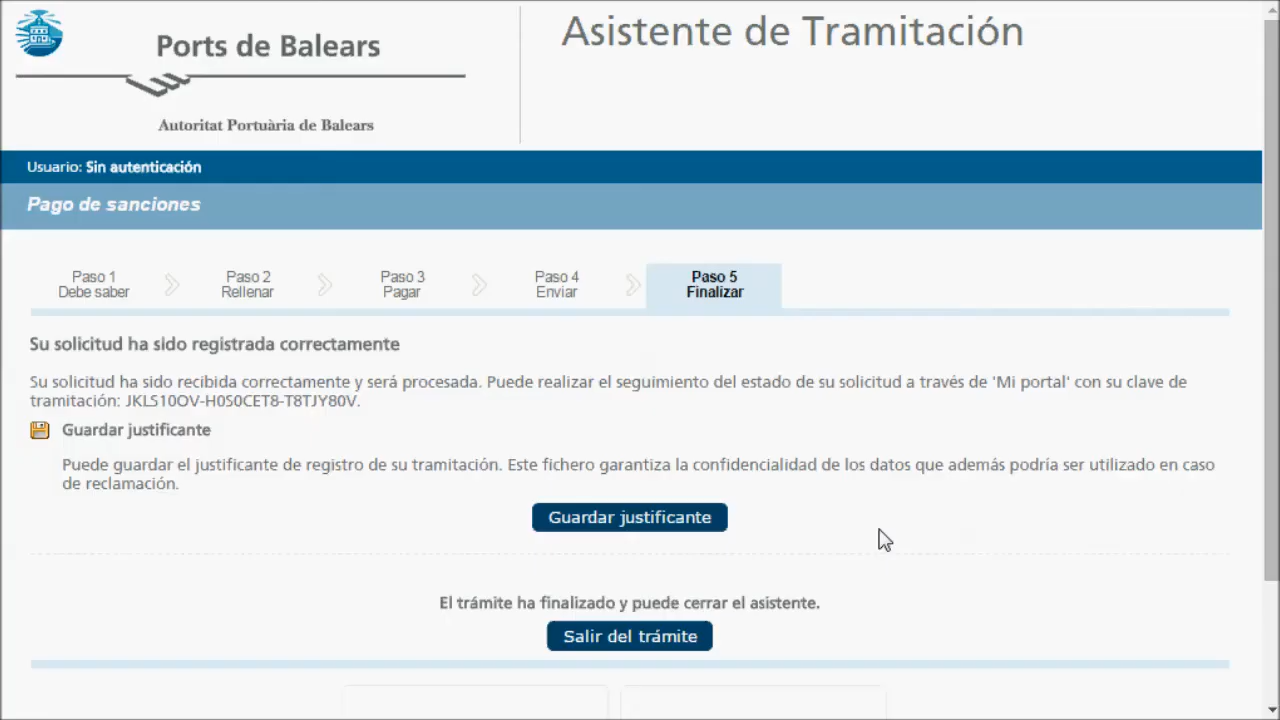 Ports de Balears
Autoritat Portuària de Balears
Asistente de Tramitación
Usuario: Sin autenticación
Pago de sanciones
Paso 1
Debe saber
Paso 2
Rellenar
Paso 3
Pagar
Paso 4
Enviar
Paso 5
Finalizar
Su solicitud ha sido registrada correctamente
Su solicitud ha sido recibida correctamente y será procesada. Puede realizar el seguimiento del estado de su solicitud a través de 'Mi portal' con su clave de
tramitación: JKLS10OV-H0S0CET8-T8TJY80V.
Guardar justificante
Puede guardar el justificante de registro de su tramitación. Este fichero garantiza la confidencialidad de los datos que además podría ser utilizado en caso
de reclamación.
Guardar justificante
El trámite ha finalizado y puede cerrar el asistente.
Salir del trámite